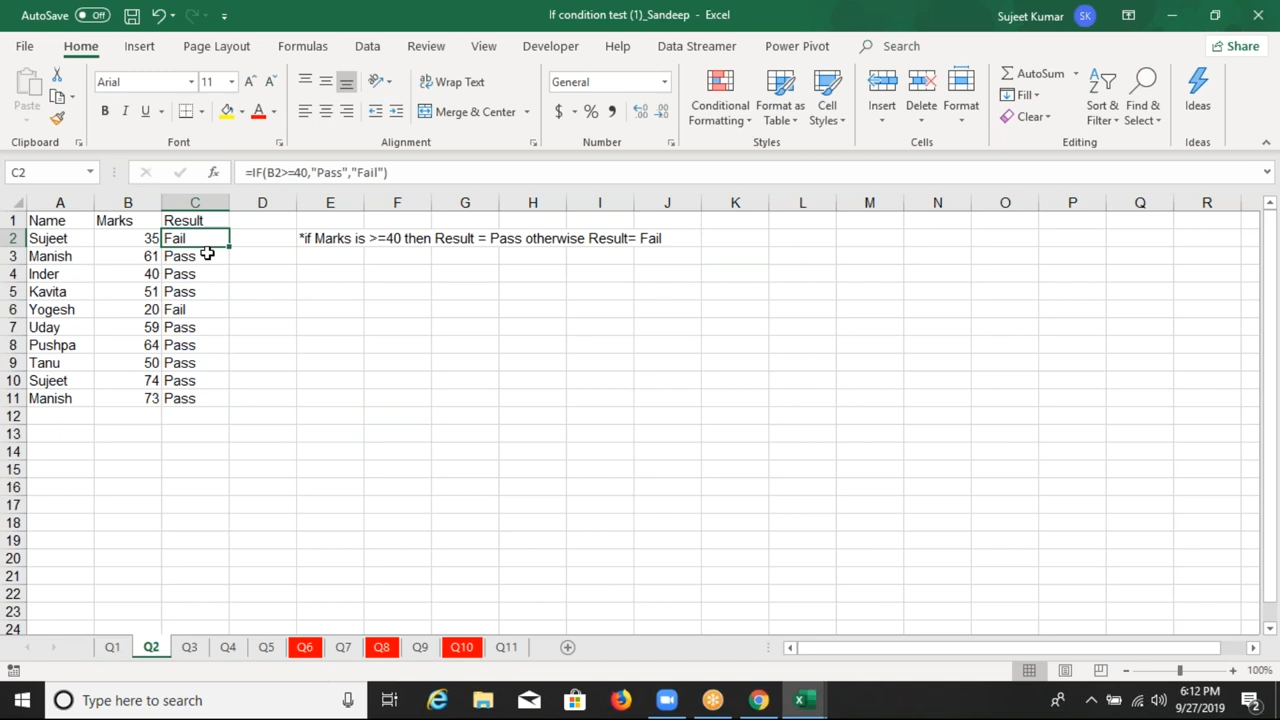 AutoSave Off
If condition test (1)_Sandeep - Excel
Sujeet Kumar SK
File Home Insert Page Layout Formulas Data Review View Developer Help Data Streamer Power Pivot Search Share
Paste
Clipboard
Arial 11
B I U
Font
Wrap Text
Merge & Center
Alignment
General
$ % ,
Number
Conditional Formatting
Format as Table
Cell Styles
Styles
Insert Delete Format
Cells
AutoSum
Fill
Clear
Sort & Filter
Find & Select
Editing
Ideas
Ideas
C2 fx =IF(B2>=40,"Pass","Fail")
A B C D E F G H I J K L M N O P Q R
1 Name Marks Result
2 Sujeet 35 Fail *if Marks is >=40 then Result = Pass otherwise Result= Fail
3 Manish 61 Pass
4 Inder 40 Pass
5 Kavita 51 Pass
6 Yogesh 20 Fail
7 Uday 59 Pass
8 Pushpa 64 Pass
9 Tanu 50 Pass
10 Sujeet 74 Pass
11 Manish 73 Pass
12
13
14
15
16
17
18
19
20
21
22
23
24
Q1 Q2 Q3 Q4 Q5 Q6 Q7 Q8 Q9 Q10 Q11
100%
Type here to search
6:12 PM
9/27/2019
2